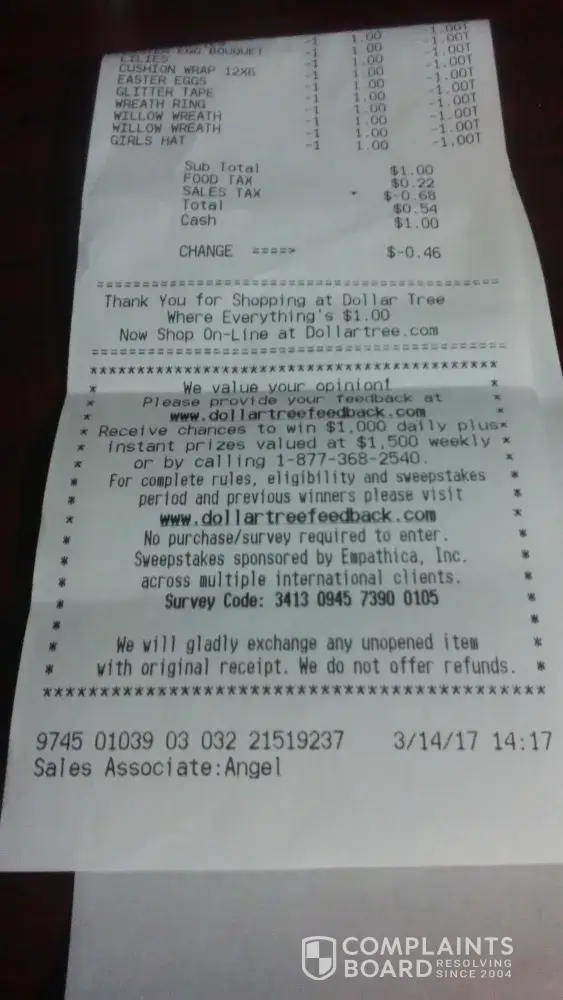 EGG BOUQUET -1 1.00 -1.00T
LILIES -1 1.00 -1.00T
CUSHION WRAP 12X6 -1 1.00 -1.00T
EASTER EGGS -1 1.00 -1.00T
GLITTER TAPE -1 1.00 -1.00T
WREATH RING -1 1.00 -1.00T
WILLOW WREATH -1 1.00 -1.00T
WILLOW WREATH -1 1.00 -1.00T
GIRLS HAT -1 1.00 -1.00T
Sub Total $1.00
FOOD TAX $0.22
SALES TAX $-0.68
Total $0.54
Cash $1.00
CHANGE ====> $-0.46
==========================================
Thank You for Shopping at Dollar Tree
Where Everything's $1.00
Now Shop On-Line at Dollartree.com
==========================================
******************************************
* We value your opinion! *
* Please provide your feedback at *
* www.dollartreefeedback.com *
* Receive chances to win $1,000 daily plus*
* instant prizes valued at $1,500 weekly *
* or by calling 1-877-368-2540. *
* For complete rules, eligibility and sweepstakes *
* period and previous winners please visit *
* www.dollartreefeedback.com *
* No purchase/survey required to enter. *
* Sweepstakes sponsored by Empathica, Inc. *
* across multiple international clients. *
* Survey Code: 3413 0945 7390 0105 *
* We will gladly exchange any unopened item *
* with original receipt. We do not offer refunds. *
******************************************
9745 01039 03 032 21519237 3/14/17 14:17
Sales Associate:Angel
COMPLAINTS
BOARD RESOLVING
SINCE 2004